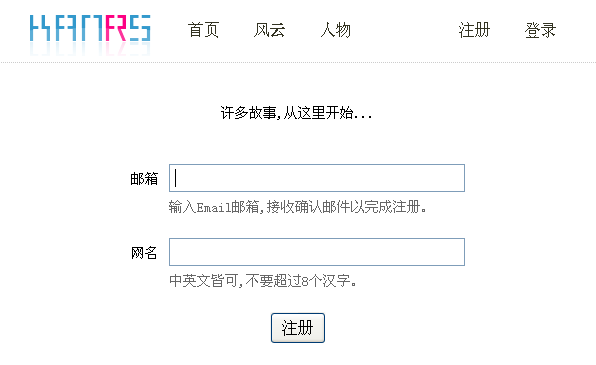 首页 风云 人物 注册 登录
许多故事,从这里开始...
邮箱
输入Email邮箱,接收确认邮件以完成注册。
网名
中英文皆可,不要超过8个汉字。
注册